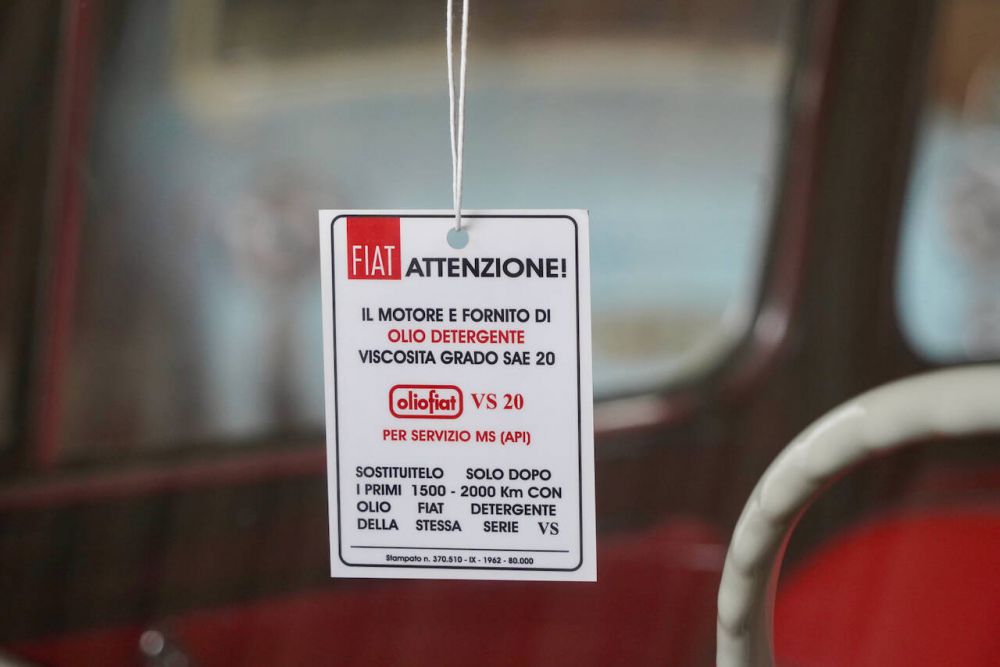 FIAT ATTENZIONE!
IL MOTORE E FORNITO DI
OLIO DETERGENTE
VISCOSITA GRADO SAE 20
oliofiat VS 20
PER SERVIZIO MS (API)
SOSTITUITELO SOLO DOPO
I PRIMI 1500 - 2000 Km CON
OLIO FIAT DETERGENTE
DELLA STESSA SERIE VS
Stampato n. 370.510 - IX - 1962 - 80.000